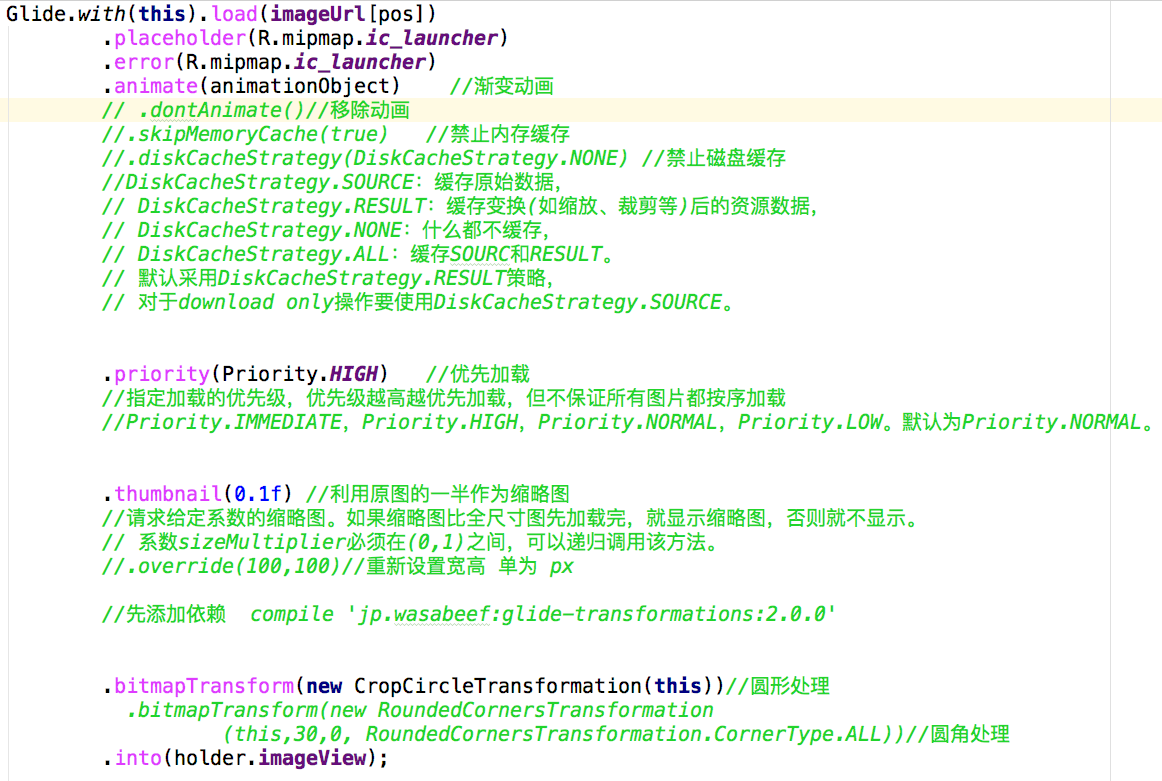 Glide.with(this).load(imageUrl[pos])
.placeholder(R.mipmap.ic_launcher)
.error(R.mipmap.ic_launcher)
.animate(animationObject)    //渐变动画
// .dontAnimate()//移除动画
//.skipMemoryCache(true)   //禁止内存缓存
//.diskCacheStrategy(DiskCacheStrategy.NONE) //禁止磁盘缓存
//DiskCacheStrategy.SOURCE：缓存原始数据，
// DiskCacheStrategy.RESULT：缓存变换(如缩放、裁剪等)后的资源数据，
// DiskCacheStrategy.NONE：什么都不缓存，
// DiskCacheStrategy.ALL：缓存SOURC和RESULT。
// 默认采用DiskCacheStrategy.RESULT策略，
// 对于download only操作要使用DiskCacheStrategy.SOURCE。
.priority(Priority.HIGH)   //优先加载
//指定加载的优先级，优先级越高越优先加载，但不保证所有图片都按序加载
//Priority.IMMEDIATE，Priority.HIGH，Priority.NORMAL，Priority.LOW。默认为Priority.NORMAL。
.thumbnail(0.1f) //利用原图的一半作为缩略图
//请求给定系数的缩略图。如果缩略图比全尺寸图先加载完，就显示缩略图，否则就不显示。
// 系数sizeMultiplier必须在(0,1)之间，可以递归调用该方法。
//.override(100,100)//重新设置宽高 单为 px
//先添加依赖  compile 'jp.wasabeef:glide-transformations:2.0.0'
.bitmapTransform(new CropCircleTransformation(this))//圆形处理
.bitmapTransform(new RoundedCornersTransformation
(this,30,0, RoundedCornersTransformation.CornerType.ALL))//圆角处理
.into(holder.imageView);